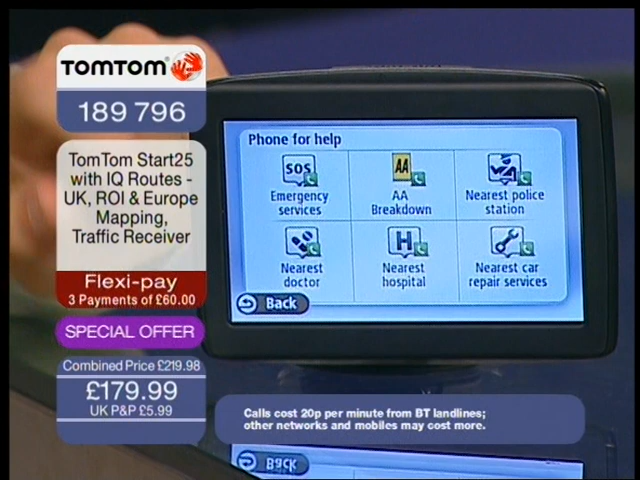 TOMTOM
189 796
TomTom Start25
with IQ Routes -
UK, ROI & Europe
Mapping,
Traffic Receiver
Flexi-pay
3 Payments of £60.00
SPECIAL OFFER
Combined Price £219.98
£179.99
UK P&P £5.99
Phone for help
SOS
Emergency
services
AA
AA
Breakdown
Nearest police
station
Nearest
doctor
H
Nearest
hospital
Nearest car
repair services
Back
Calls cost 20p per minute from BT landlines;
other networks and mobiles may cost more.
Back